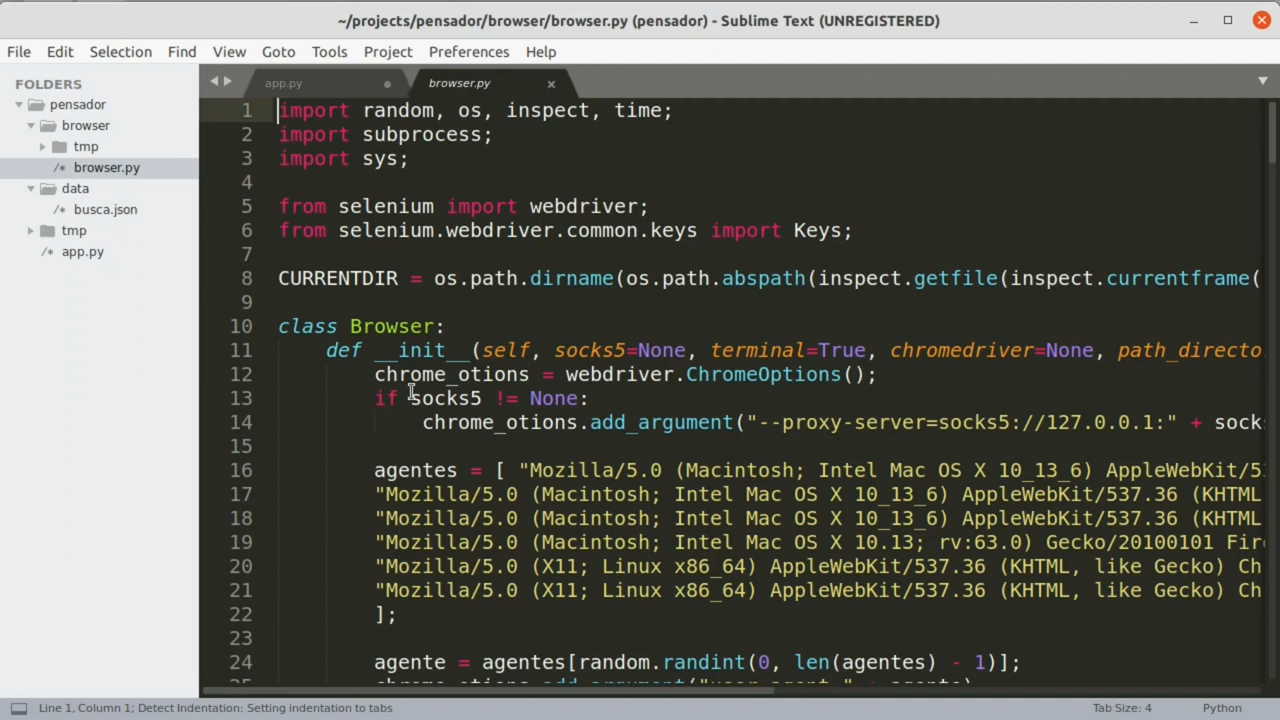 ~/projects/pensador/browser/browser.py (pensador) - Sublime Text (UNREGISTERED)
File Edit Selection Find View Goto Tools Project Preferences Help
FOLDERS
pensador
browser
tmp
browser.py
data
busca.json
tmp
app.py
app.py
browser.py
1 import random, os, inspect, time;
2 import subprocess;
3 import sys;
4
5 from selenium import webdriver;
6 from selenium.webdriver.common.keys import Keys;
7
8 CURRENTDIR = os.path.dirname(os.path.abspath(inspect.getfile(inspect.currentframe(
9
10 class Browser:
11 def __init__(self, socks5=None, terminal=True, chromedriver=None, path_directo
12 chrome_otions = webdriver.ChromeOptions();
13 if socks5 != None:
14 chrome_otions.add_argument("--proxy-server=socks5://127.0.0.1:" + sock
15
16 agentes = [ "Mozilla/5.0 (Macintosh; Intel Mac OS X 10_13_6) AppleWebKit/53
17 "Mozilla/5.0 (Macintosh; Intel Mac OS X 10_13_6) AppleWebKit/537.36 (KHTML
18 "Mozilla/5.0 (Macintosh; Intel Mac OS X 10_13_6) AppleWebKit/537.36 (KHTML
19 "Mozilla/5.0 (Macintosh; Intel Mac OS X 10.13; rv:63.0) Gecko/20100101 Fire
20 "Mozilla/5.0 (X11; Linux x86_64) AppleWebKit/537.36 (KHTML, like Gecko) Ch
21 "Mozilla/5.0 (X11; Linux x86_64) AppleWebKit/537.36 (KHTML, like Gecko) Ch
22 ];
23
24 agente = agentes[random.randint(0, len(agentes) - 1)];
Line 1, Column 1; Detect Indentation: Setting indentation to tabs
Tab Size: 4
Python